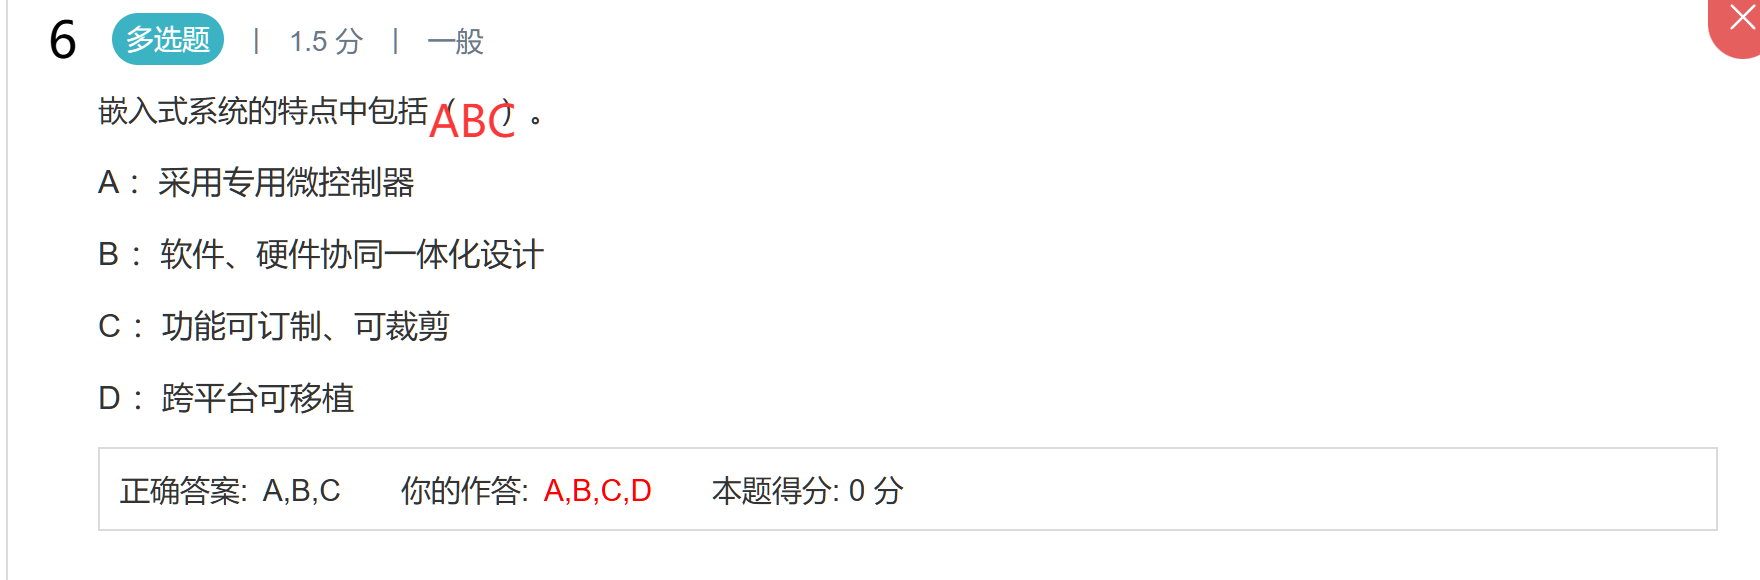 6 多选题 | 1.5 分 | 一般
嵌入式系统的特点中包括（ABC）。
A： 采用专用微控制器
B： 软件、硬件协同一体化设计
C： 功能可订制、可裁剪
D： 跨平台可移植
正确答案: A,B,C 你的作答: A,B,C,D 本题得分: 0 分